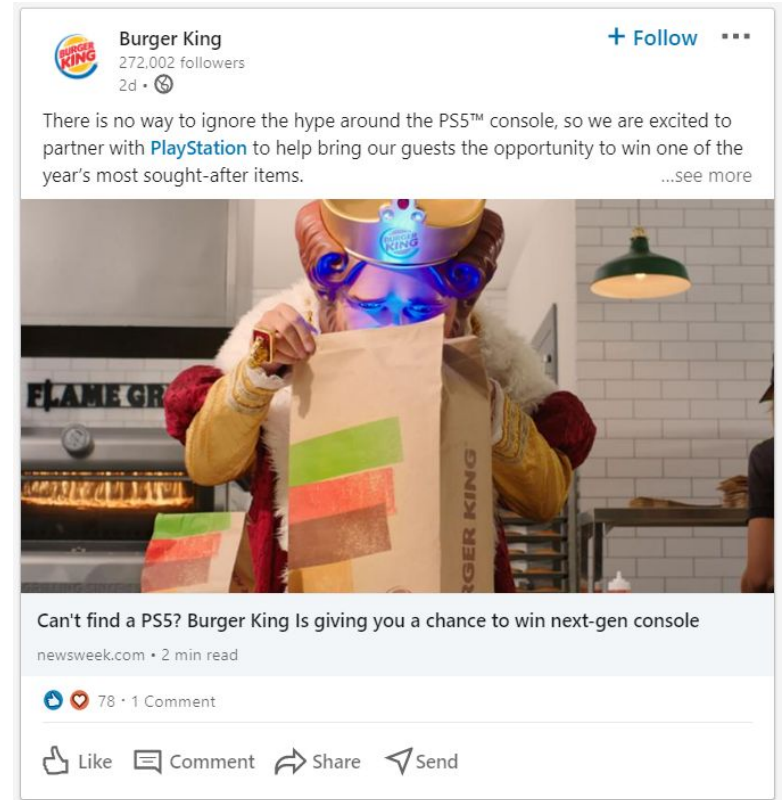 BURGER KING
Burger King
+ Follow
272,002 followers
2d •
There is no way to ignore the hype around the PS5™ console, so we are excited to
partner with PlayStation to help bring our guests the opportunity to win one of the
year's most sought-after items.
...see more
BURGER KING
FLAME GR
RGER KING
Can't find a PS5? Burger King Is giving you a chance to win next-gen console
newsweek.com • 2 min read
78 · 1 Comment
Like
Comment
Share
Send